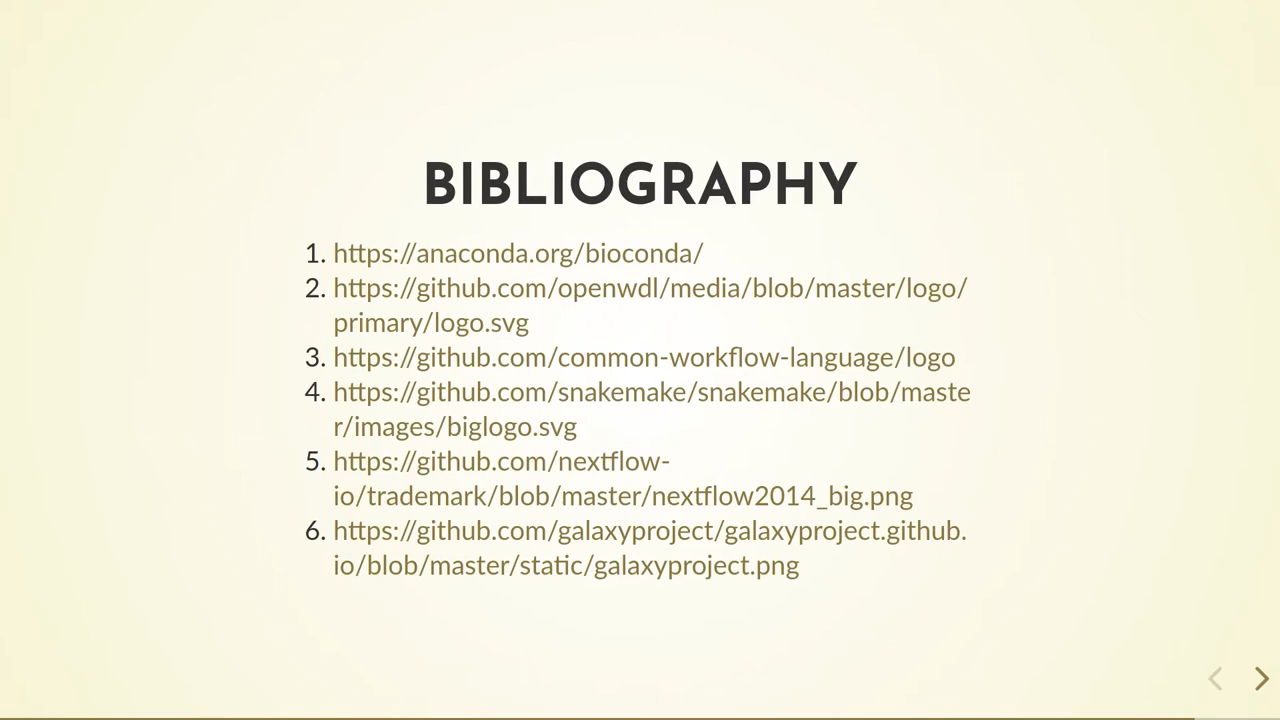 BIBLIOGRAPHY
1. https://anaconda.org/bioconda/
2. https://github.com/openwdl/media/blob/master/logo/
primary/logo.svg
3. https://github.com/common-workflow-language/logo
4. https://github.com/snakemake/snakemake/blob/maste
r/images/biglogo.svg
5. https://github.com/nextflow-
io/trademark/blob/master/nextflow2014_big.png
6. https://github.com/galaxyproject/galaxyproject.github.
io/blob/master/static/galaxyproject.png